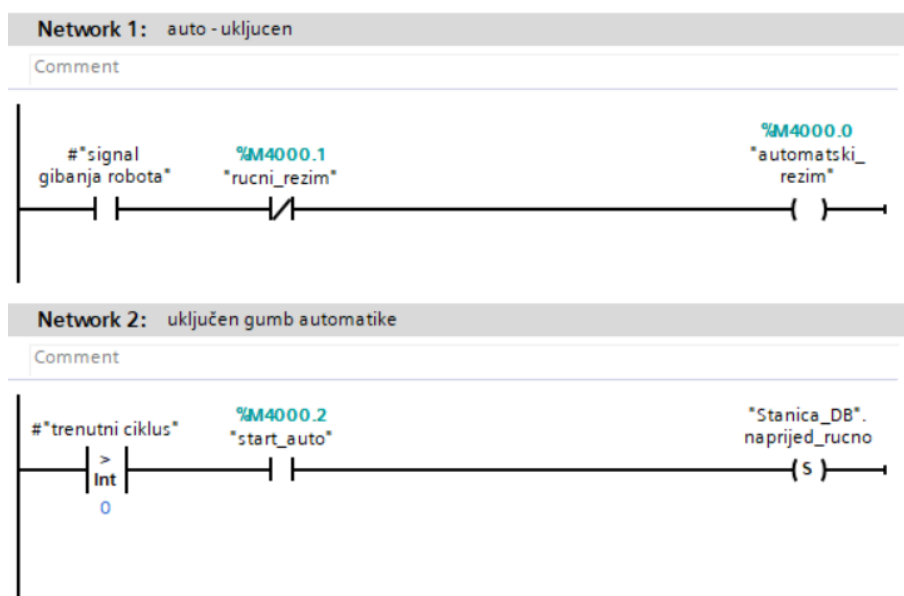 Network 1: auto - ukljucen
Comment
#"signal gibanja robota"
%M4000.1
"rucni_rezim"
%M4000.0
"automatski_
rezim"
Network 2: uključen gumb automatike
Comment
#"trenutni ciklus"
>
Int
0
%M4000.2
"start_auto"
"Stanica_DB".
naprijed_rucno
S